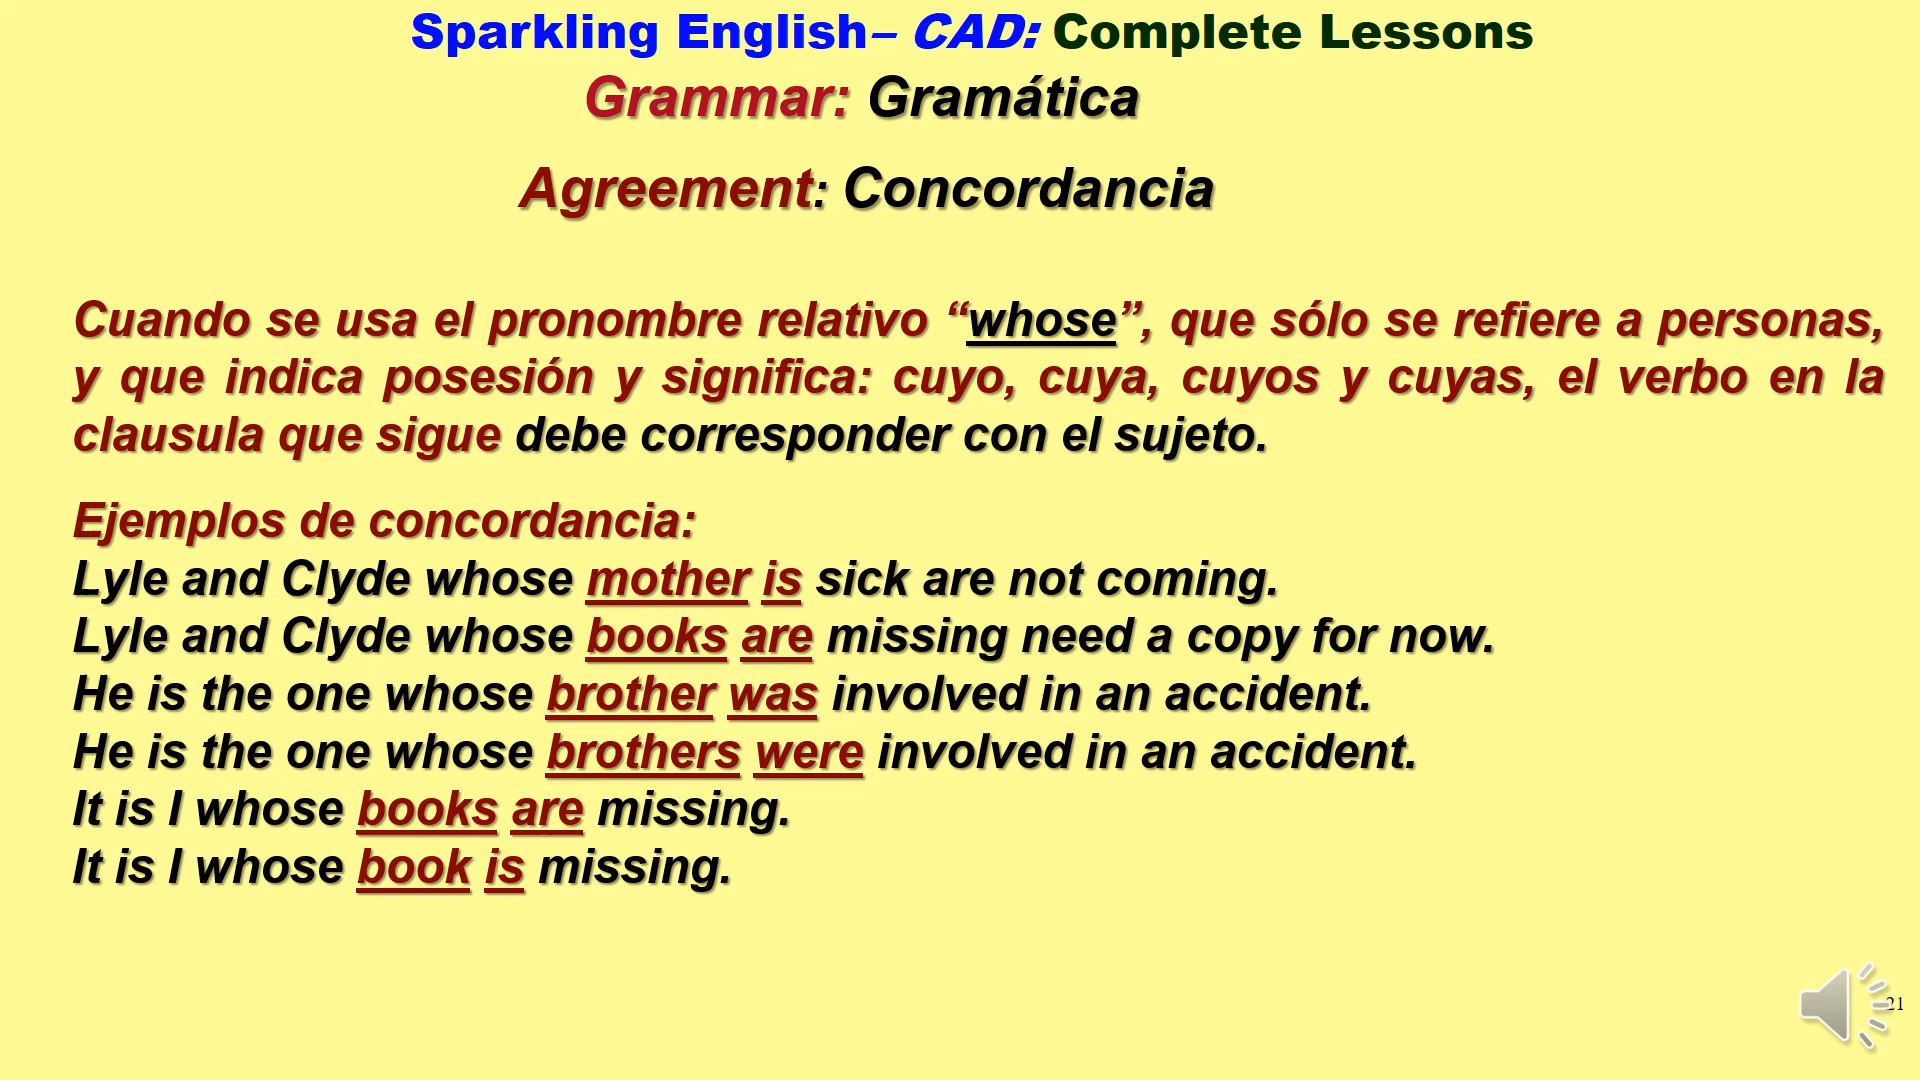 Sparkling English– CAD: Complete Lessons
Grammar: Gramática
Agreement: Concordancia
Cuando se usa el pronombre relativo “whose”, que sólo se refiere a personas,
y que indica posesión y significa: cuyo, cuya, cuyos y cuyas, el verbo en la
clausula que sigue debe corresponder con el sujeto.
Ejemplos de concordancia:
Lyle and Clyde whose mother is sick are not coming.
Lyle and Clyde whose books are missing need a copy for now.
He is the one whose brother was involved in an accident.
He is the one whose brothers were involved in an accident.
It is I whose books are missing.
It is I whose book is missing.
21